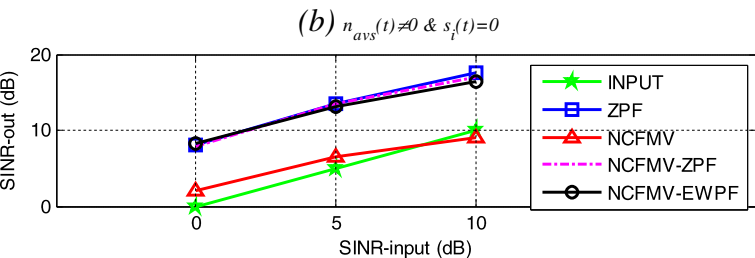 (b) n_avs(t)≠0 & s_i(t)=0
20
10
0
SINR-out (dB)
0 5 10
SINR-input (dB)
INPUT
ZPF
NCFMV
NCFMV-ZPF
NCFMV-EWPF